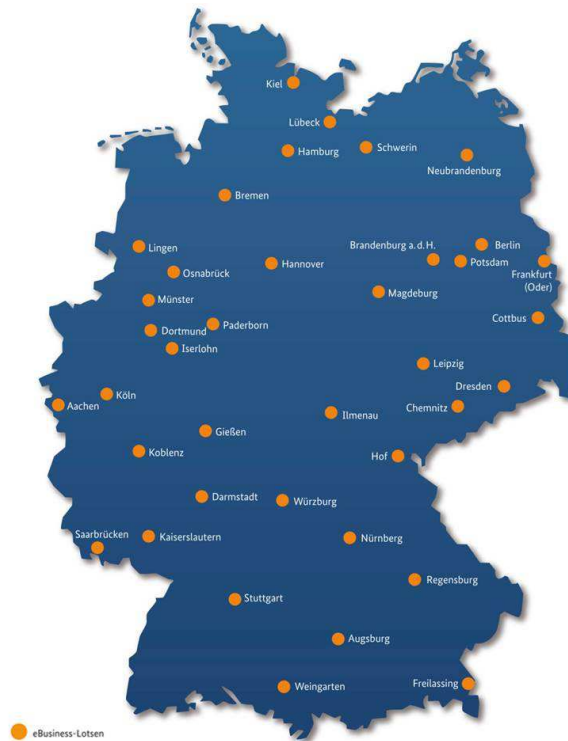 Kiel
Lübeck
Hamburg
Schwerin
Neubrandenburg
Bremen
Lingen
Osnabrück
Hannover
Brandenburg a.d.H.
Berlin
Potsdam
Frankfurt
(Oder)
Münster
Magdeburg
Cottbus
Dortmund
Paderborn
Iserlohn
Leipzig
Dresden
Köln
Aachen
Chemnitz
Ilmenau
Gießen
Koblenz
Hof
Darmstadt
Würzburg
Saarbrücken
Kaiserslautern
Nürnberg
Regensburg
Stuttgart
Augsburg
Weingarten
Freilassing
eBusiness-Lotsen